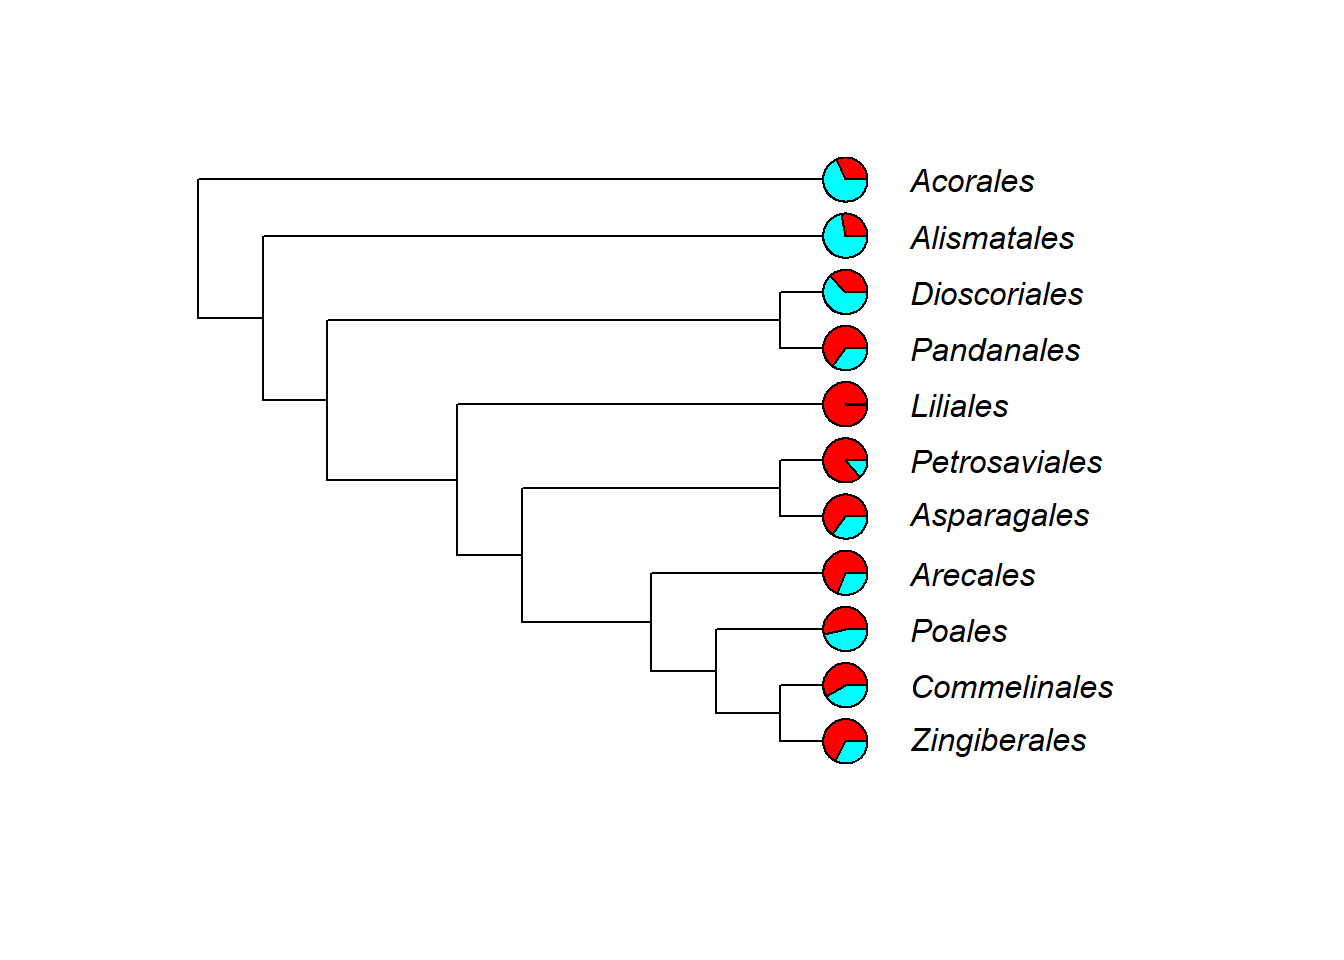 Acorales
Alismatales
Dioscoriales
Pandanales
Liliales
Petrosaviales
Asparagales
Arecales
Poales
Commelinales
Zingiberales